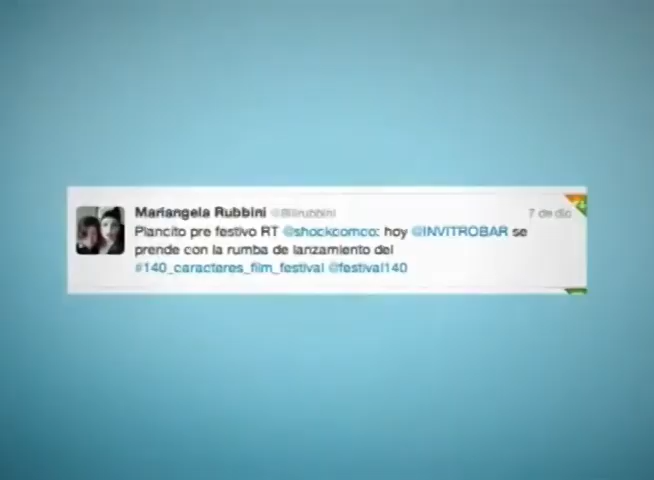 Mariangela Rubbini
7 de dic
Plancito pre festivo RT @shockcomco: hoy @INVITROBAR se
prende con la rumba de lanzamiento del
#140_caracteres_film_festival @festival140